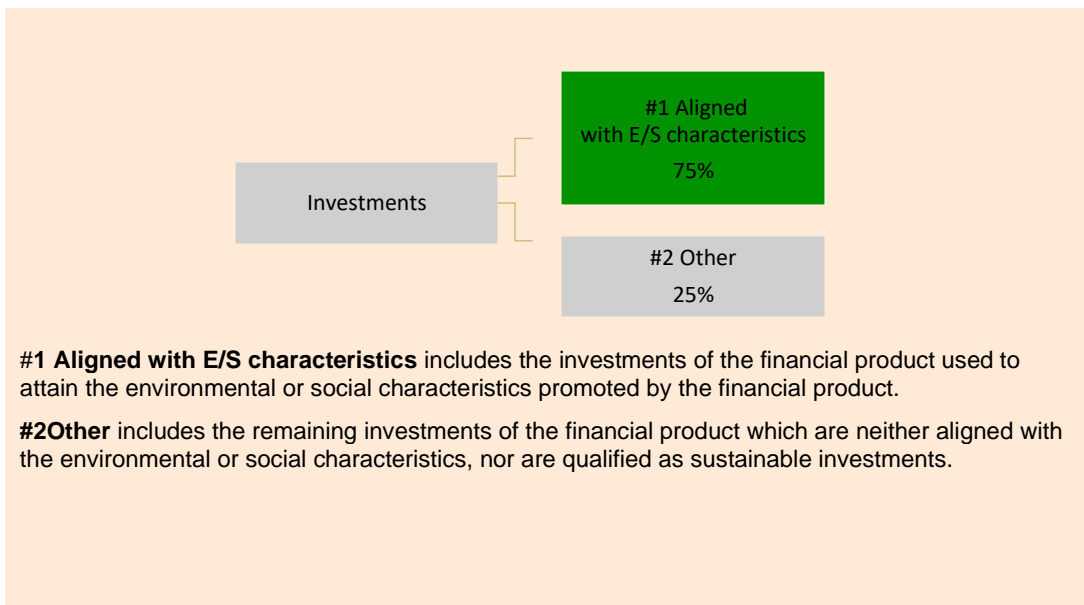 #1 Aligned
with E/S characteristics
75%
Investments
#2 Other
25%
#1 Aligned with E/S characteristics includes the investments of the financial product used to
attain the environmental or social characteristics promoted by the financial product.
#2Other includes the remaining investments of the financial product which are neither aligned with
the environmental or social characteristics, nor are qualified as sustainable investments.